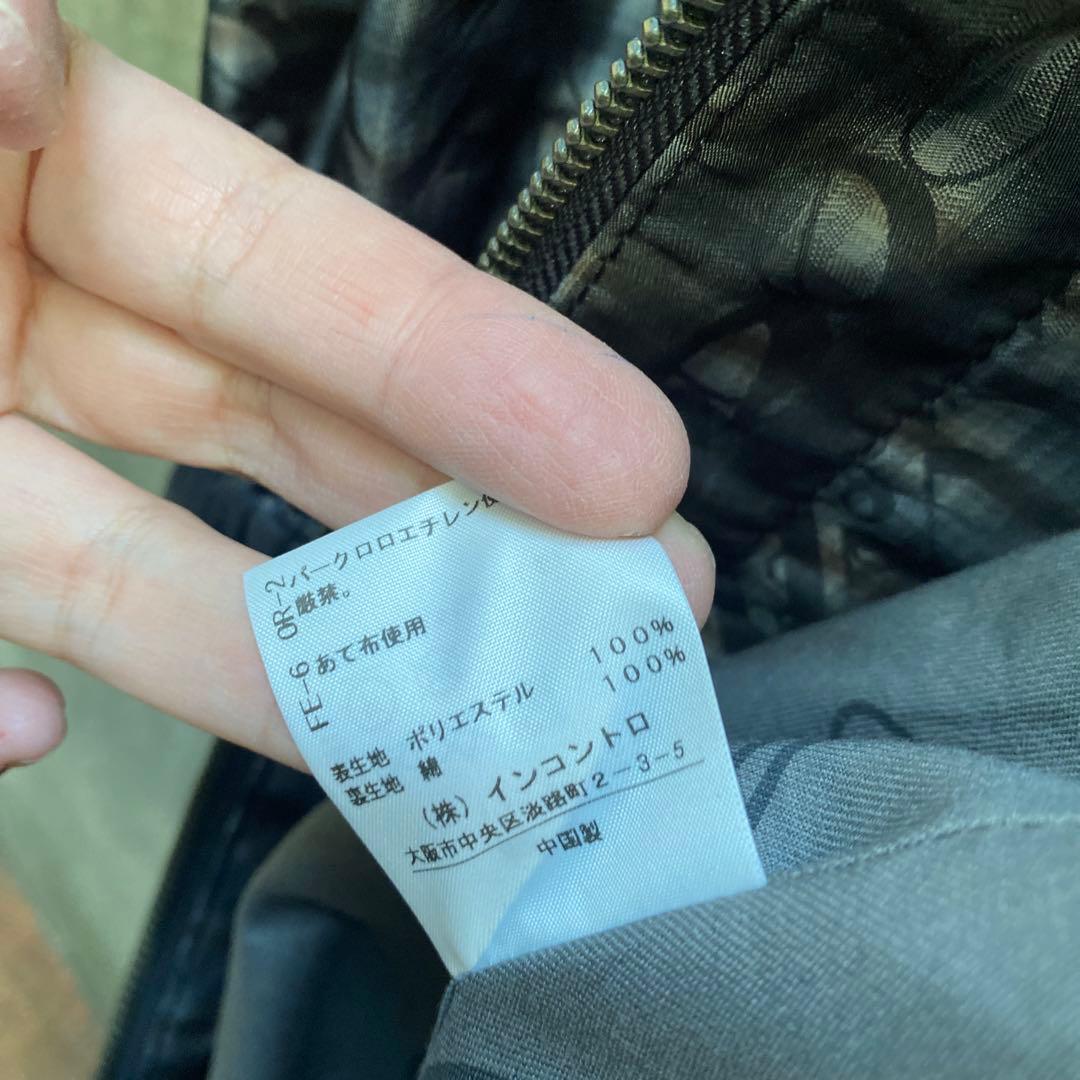 パークロロエチレン使
厳禁。
あて布使用
表生地 ポリエステル 100%
裏生地 綿 100%
(株) インコントロ
大阪市中央区淡路町2-3-5
中国製
OR-2
FE-6